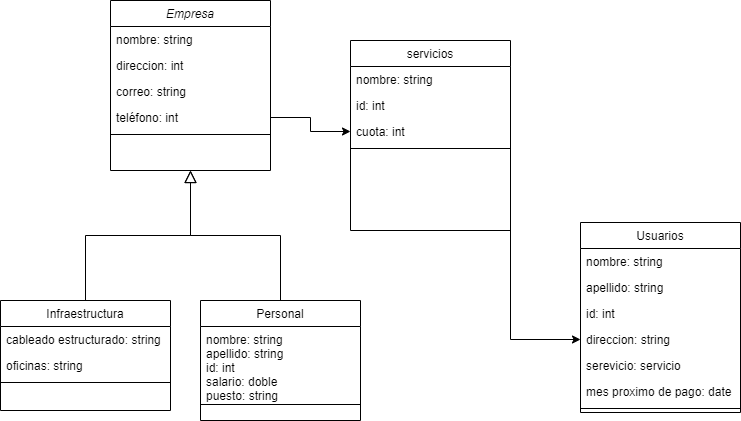 Empresa
nombre: string
direccion: int
correo: string
teléfono: int
servicios
nombre: string
id: int
cuota: int
Usuarios
nombre: string
apellido: string
id: int
direccion: string
serevicio: servicio
mes proximo de pago: date
Infraestructura
cableado estructurado: string
oficinas: string
Personal
nombre: string
apellido: string
id: int
salario: doble
puesto: string